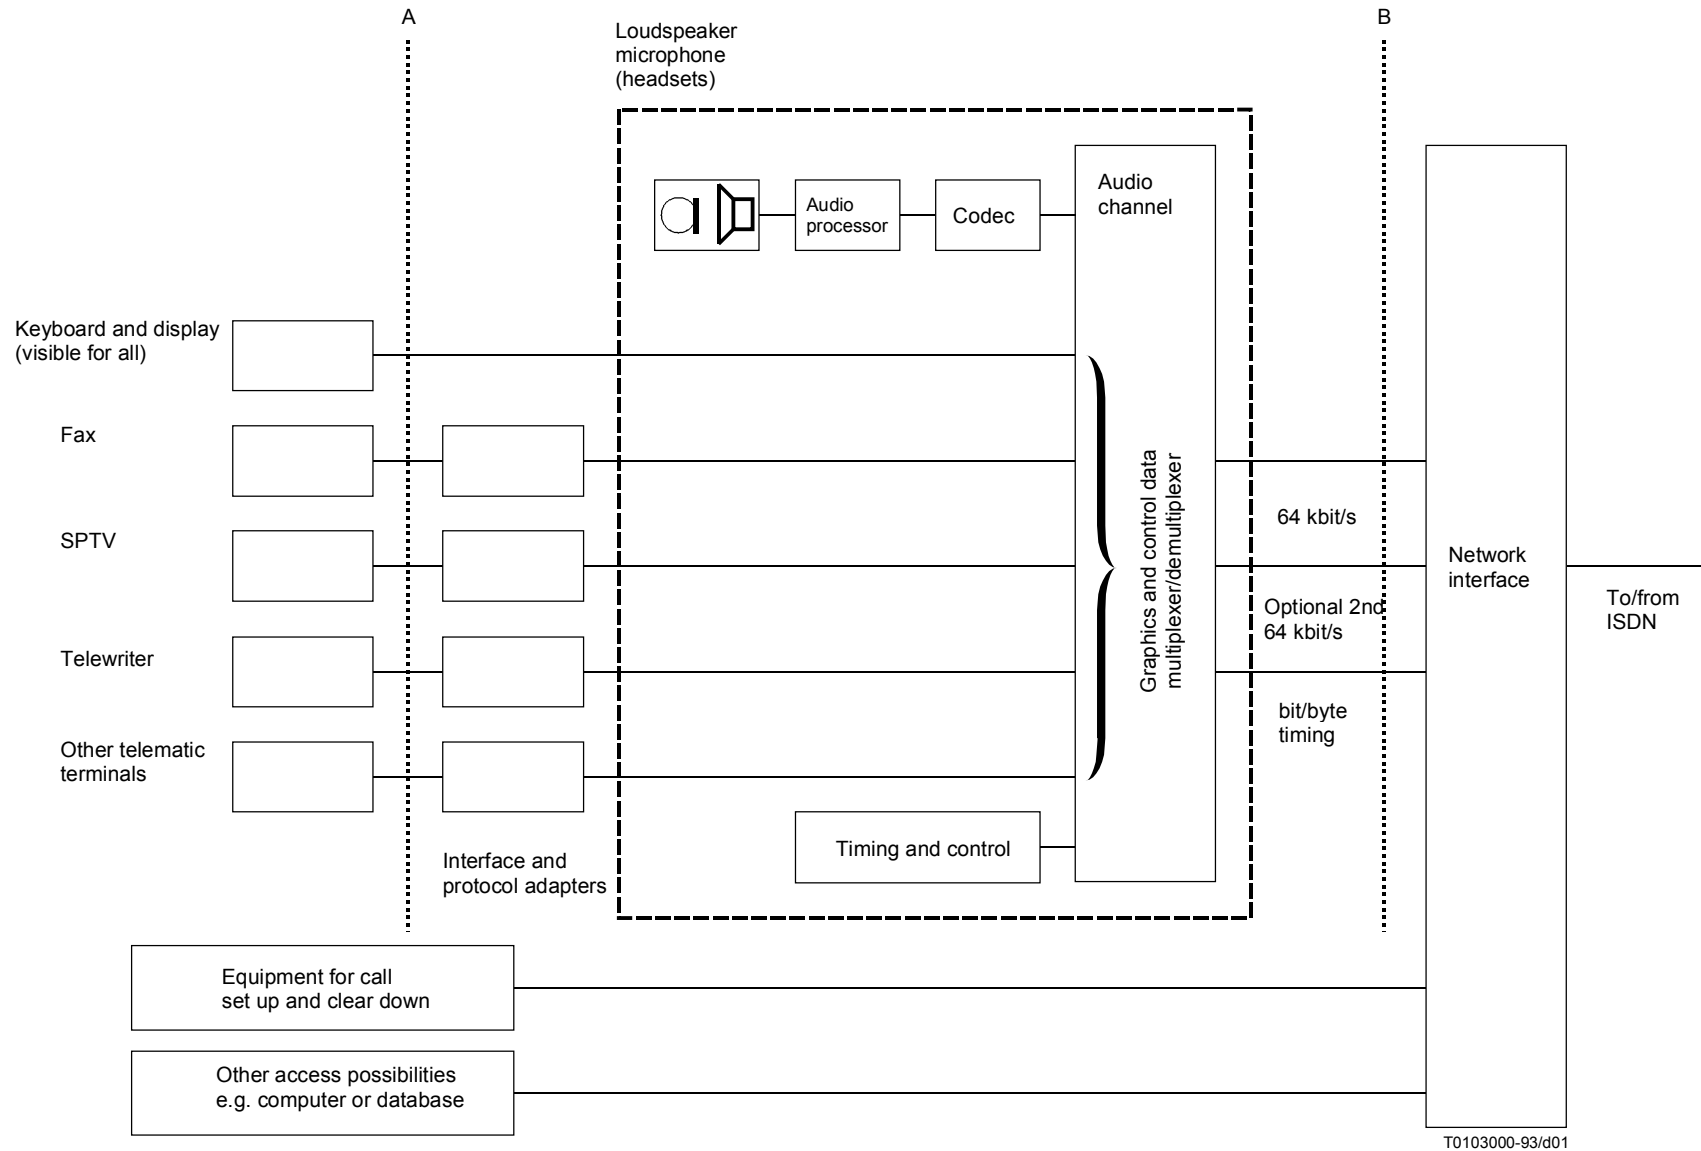 A
B
Loudspeaker
microphone
(headsets)
Audio
processor
Codec
Audio
channel
Keyboard and display
(visible for all)
Fax
SPTV
Telewriter
Other telematic
terminals
Interface and
protocol adapters
Graphics and control data
multiplexer/demultiplexer
Timing and control
64 kbit/s
Optional 2nd
64 kbit/s
bit/byte
timing
Network
interface
To/from
ISDN
Equipment for call
set up and clear down
Other access possibilities
e.g. computer or database
T0103000-93/d01